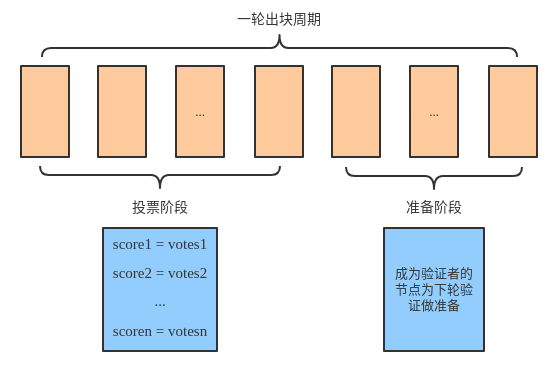 一轮出块周期
...
...
投票阶段
准备阶段
score1 = votes1
score2 = votes2
...
scoren = votesn
成为验证者的
节点为下轮验
证做准备